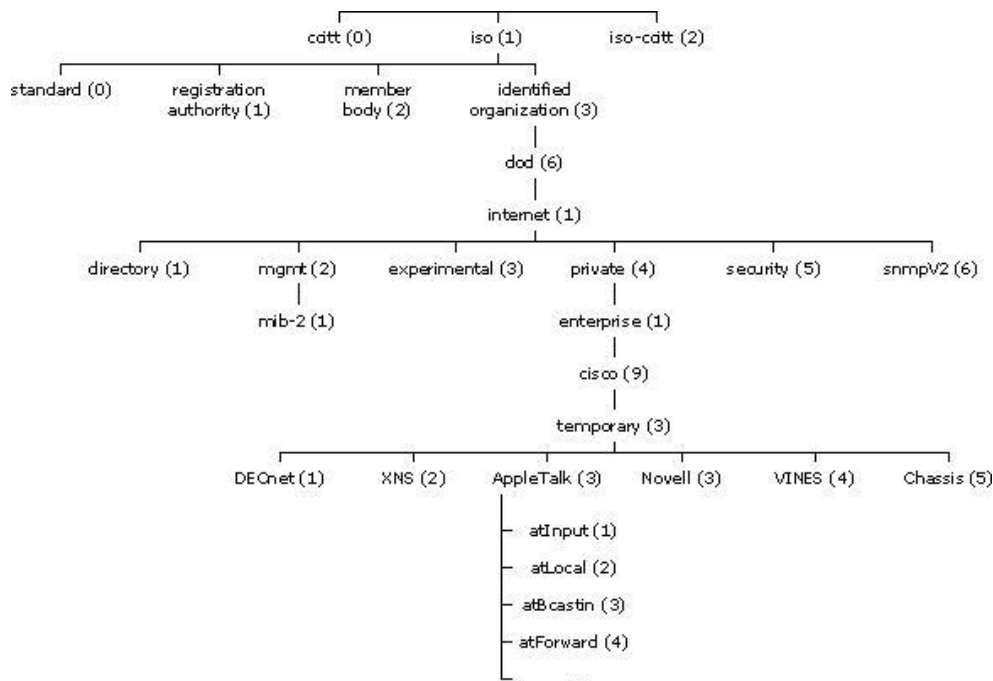 ccitt (0) iso (1) iso-ccitt (2)
standard (0) registration authority (1) member body (2) identified organization (3)
dod (6)
internet (1)
directory (1) mgmt (2) experimental (3) private (4) security (5) snmpV2 (6)
mib-2 (1) enterprise (1)
cisco (9)
temporary (3)
DECnet (1) XNS (2) AppleTalk (3) Novell (3) VINES (4) Chassis (5)
atInput (1)
atLocal (2)
atBcastin (3)
atForward (4)